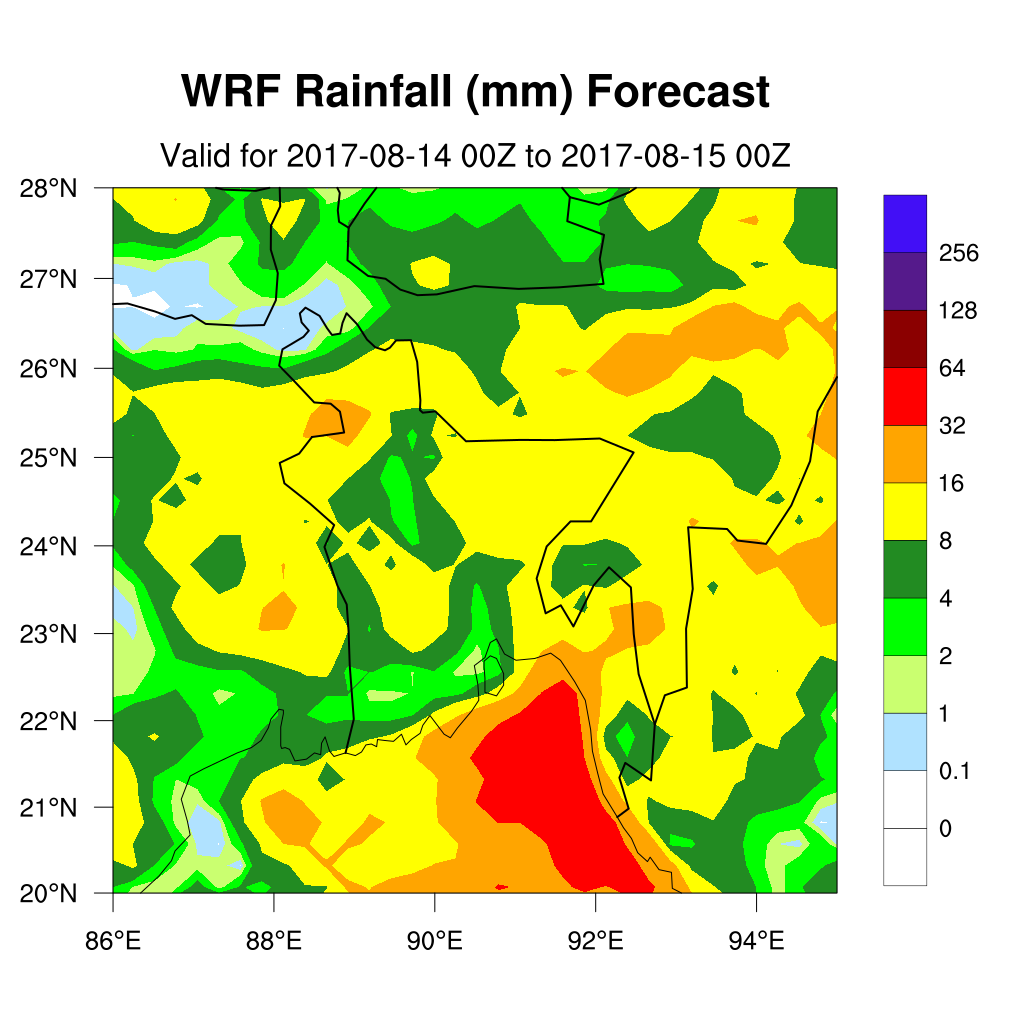 WRF Rainfall (mm) Forecast
Valid for 2017-08-14 00Z to 2017-08-15 00Z
28°N
27°N
26°N
25°N
24°N
23°N
22°N
21°N
20°N
86°E
88°E
90°E
92°E
94°E
256
128
64
32
16
8
4
2
1
0.1
0